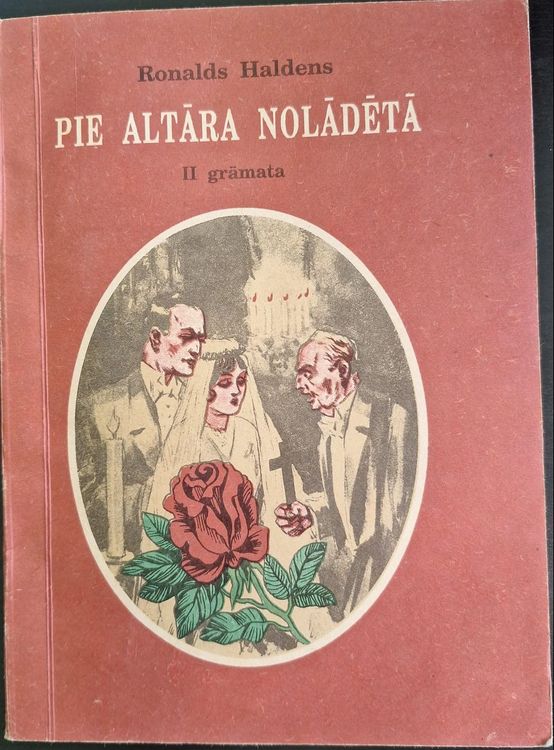 Ronalds Haldens
PIE ALTĀRA NOLĀDĒTĀ
II grāmata